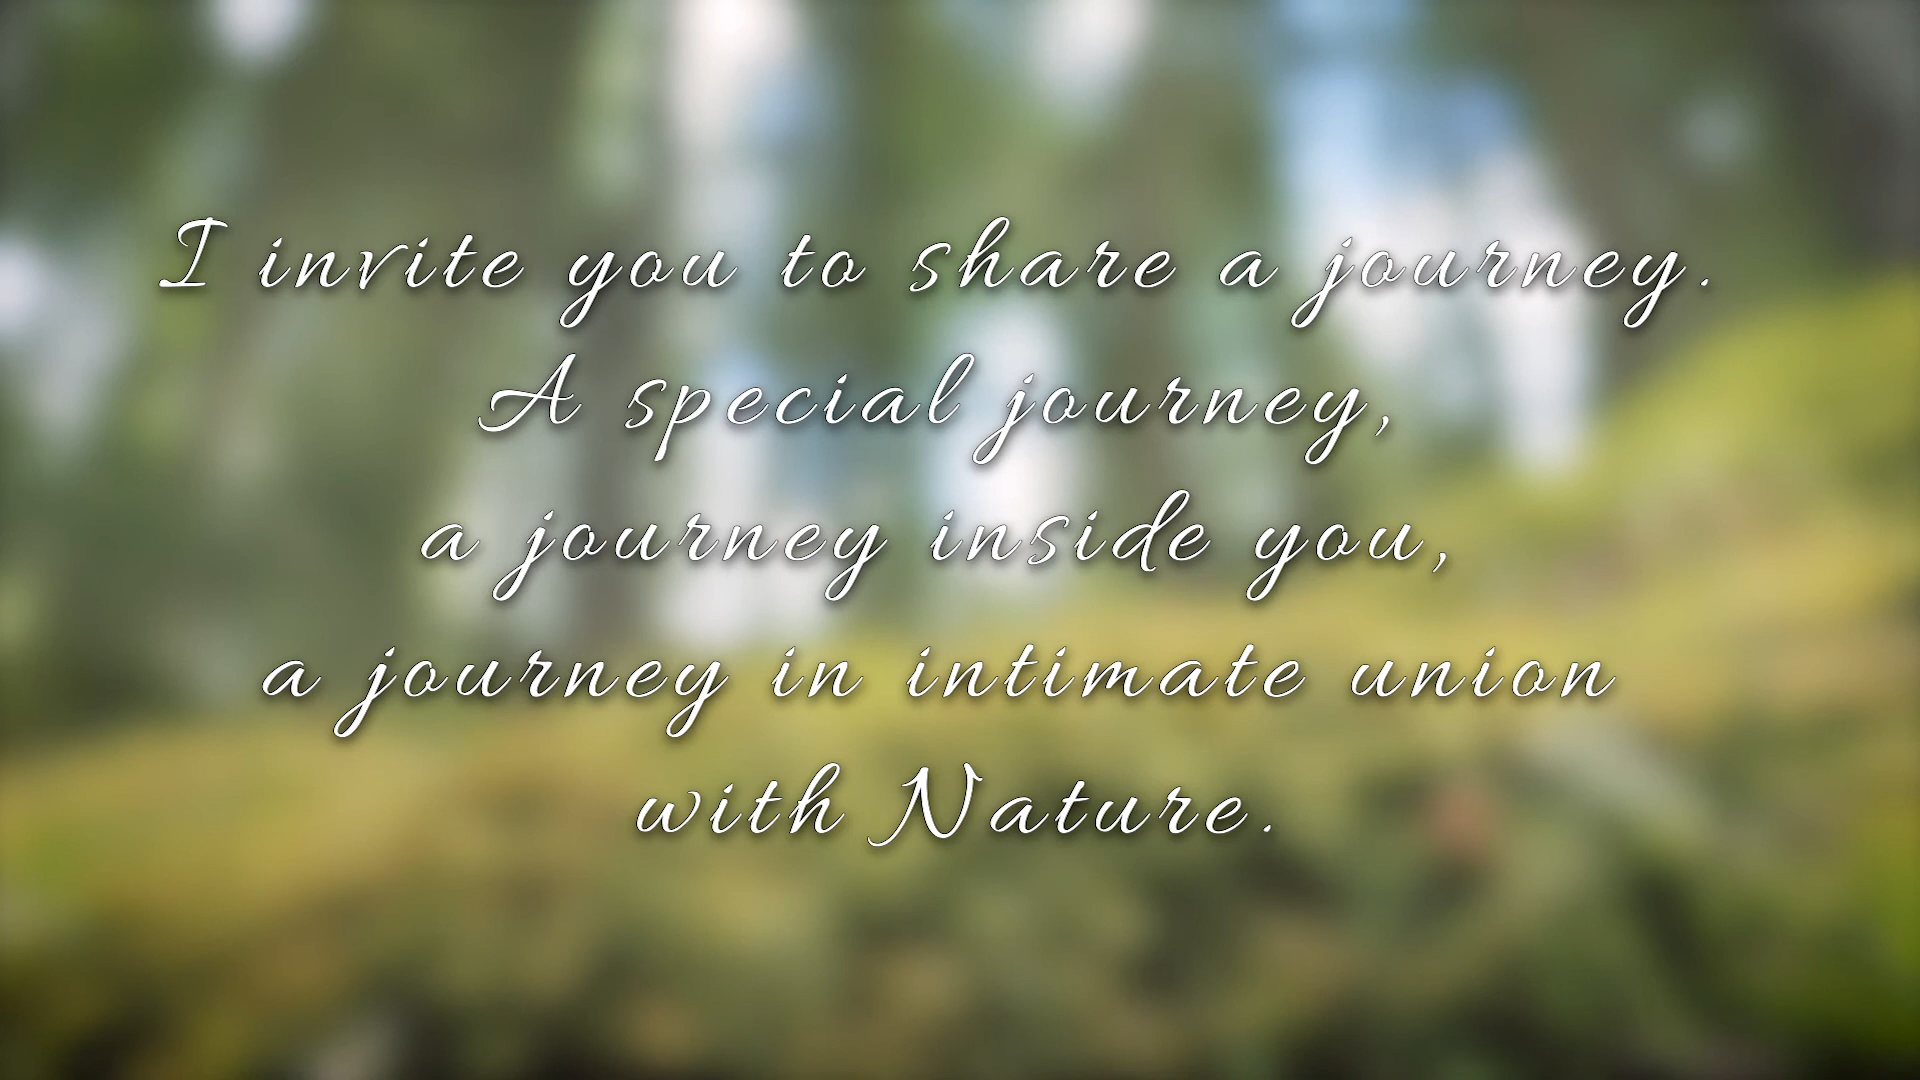 I invite you to share a journey.
A special journey,
a journey inside you,
a journey in intimate union
with Nature.